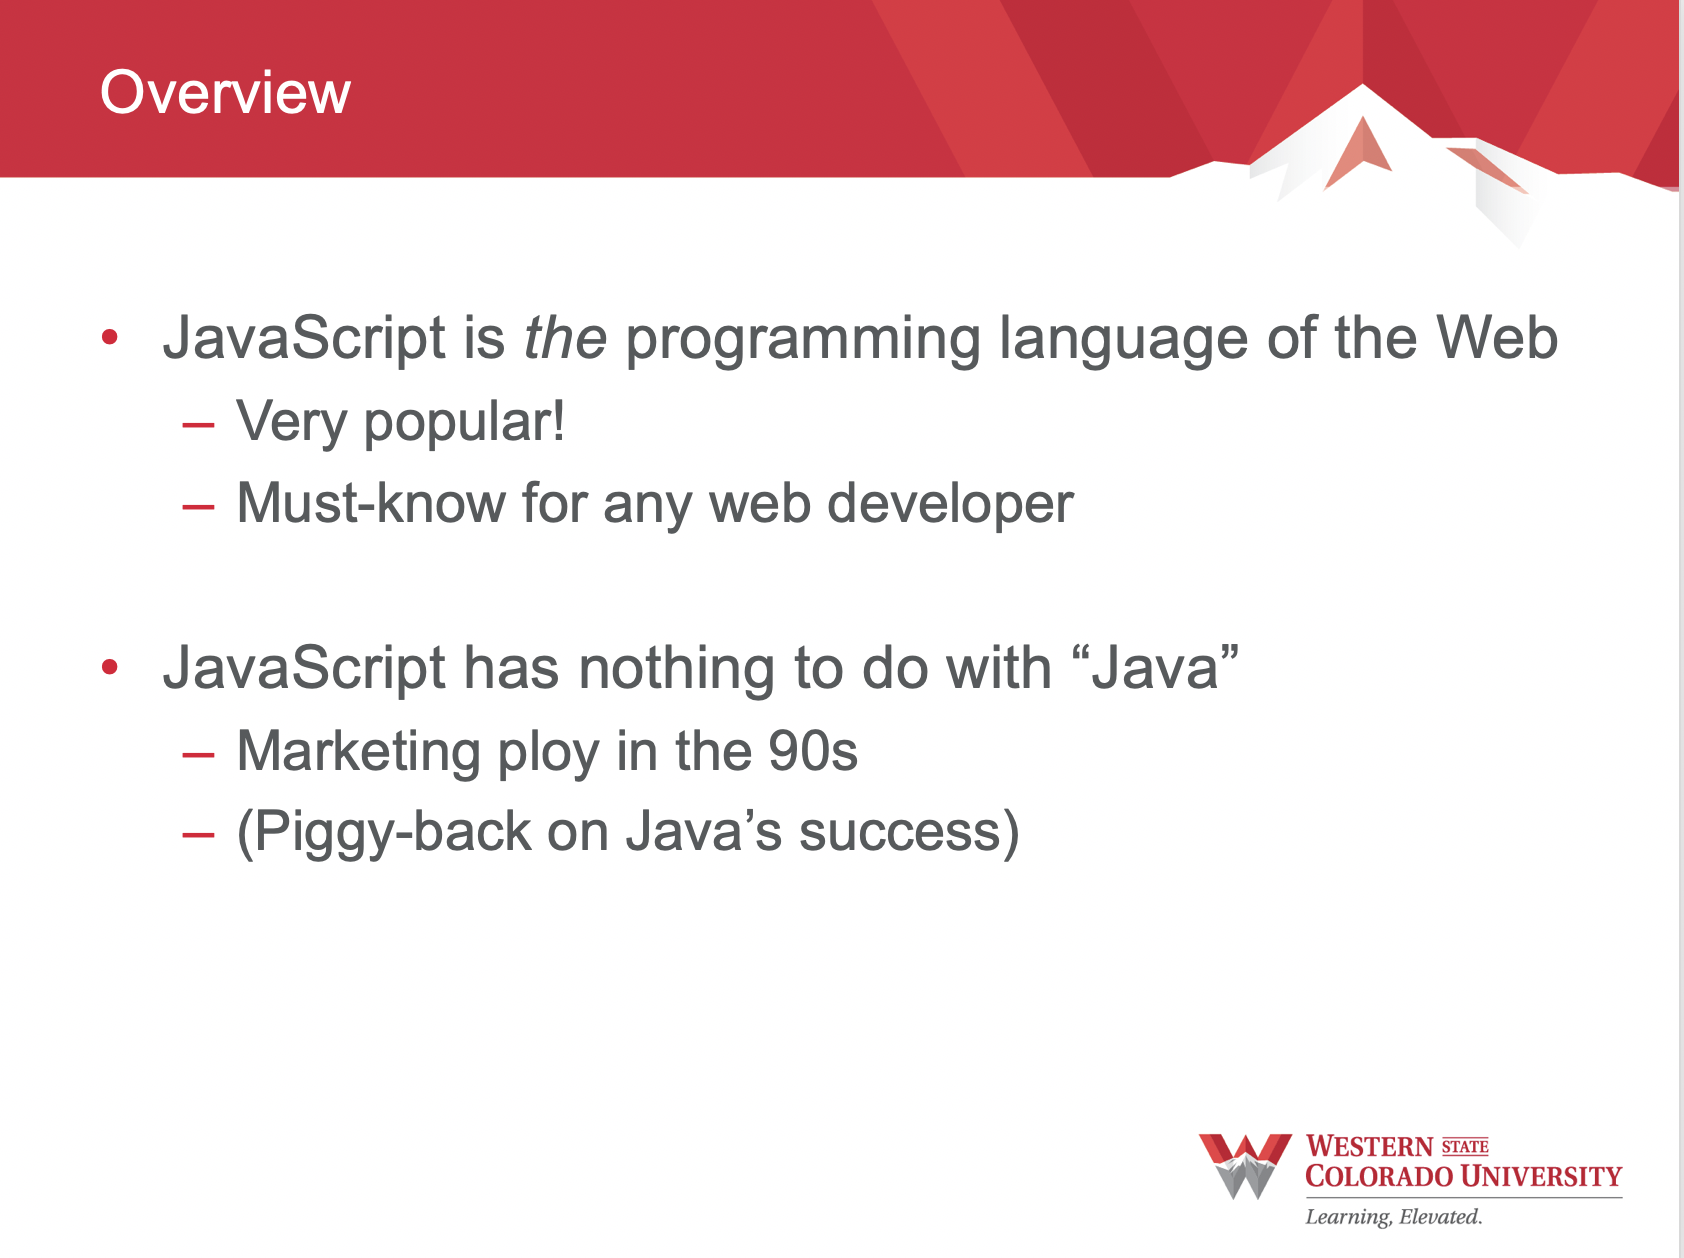 Overview
• JavaScript is the programming language of the Web
– Very popular!
– Must-know for any web developer
• JavaScript has nothing to do with “Java”
– Marketing ploy in the 90s
– (Piggy-back on Java’s success)
WESTERN STATE
COLORADO UNIVERSITY
Learning, Elevated.